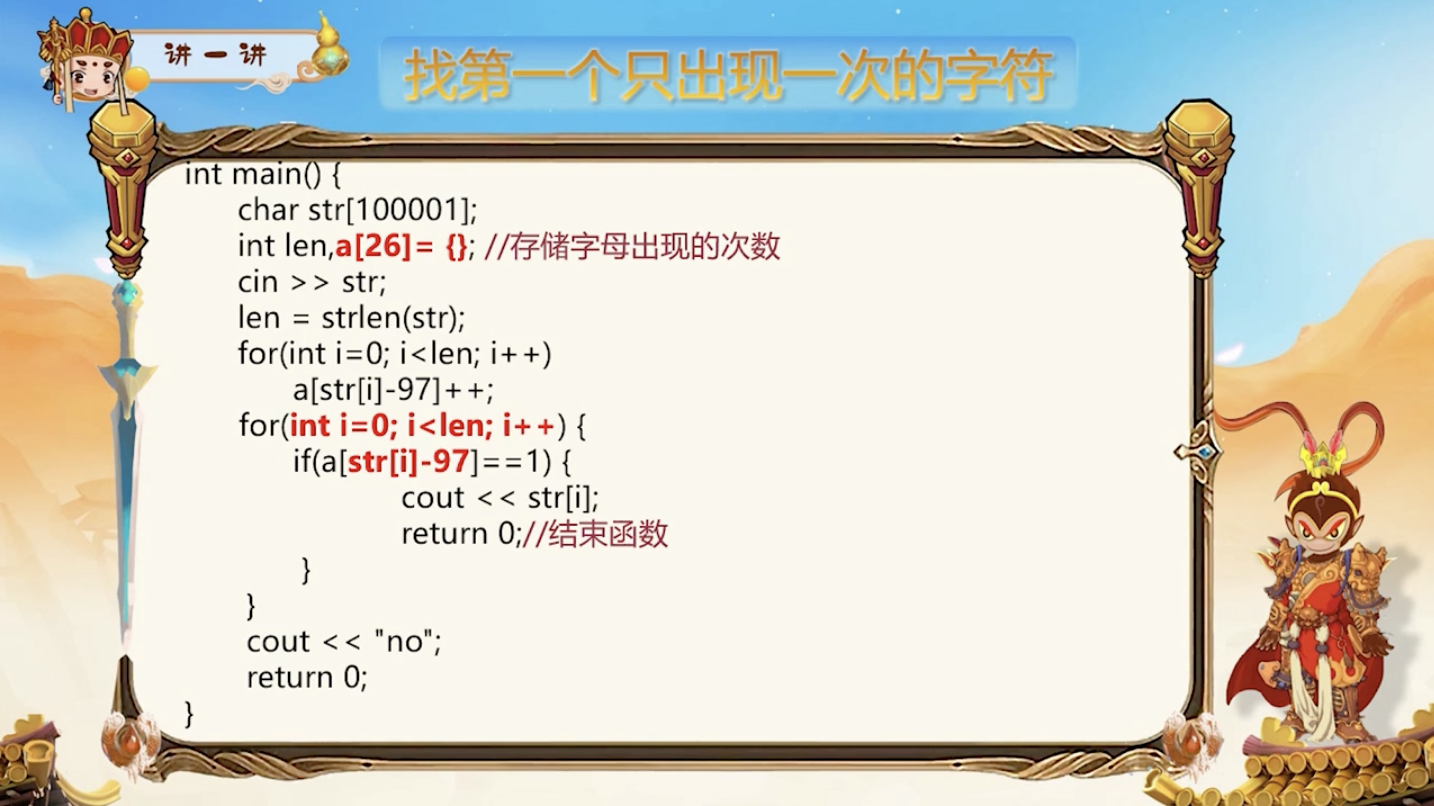 讲一讲
找第一个只出现一次的字符
int main() {
char str[100001];
int len,a[26]= {}; //存储字母出现的次数
cin >> str;
len = strlen(str);
for(int i=0; i<len; i++)
a[str[i]-97]++;
for(int i=0; i<len; i++) {
if(a[str[i]-97]==1) {
cout << str[i];
return 0;//结束函数
}
}
cout << "no";
return 0;
}